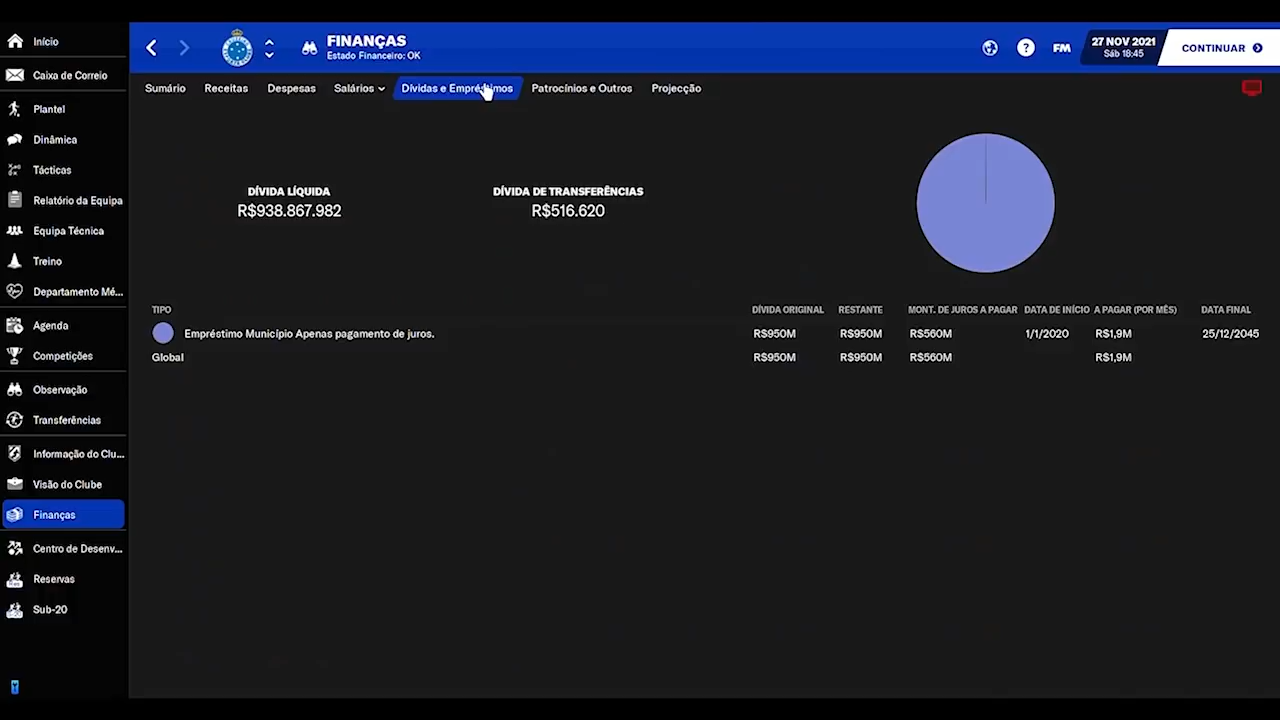 Início
Caixa de Correio
Plantel
Dinâmica
Tácticas
Relatório da Equipa
Equipa Técnica
Treino
Departamento Mé...
Agenda
Competições
Observação
Transferências
Informação do Clu...
Visão do Clube
Finanças
Centro de Desenv...
Reservas
Sub-20
FINANÇAS
Estado Financeiro: OK
FM
27 NOV 2021
Sáb 18:45
CONTINUAR
Sumário Receitas Despesas Salários Dívidas e Empréstimos Patrocínios e Outros Projecção
DÍVIDA LÍQUIDA DÍVIDA DE TRANSFERÊNCIAS
R$938.867.982 R$516.620
TIPO DÍVIDA ORIGINAL RESTANTE MONT. DE JUROS A PAGAR DATA DE INÍCIO A PAGAR (POR MÊS) DATA FINAL
Empréstimo Município Apenas pagamento de juros. R$950M R$950M R$560M 1/1/2020 R$1,9M 25/12/2045
Global R$950M R$950M R$560M R$1,9M